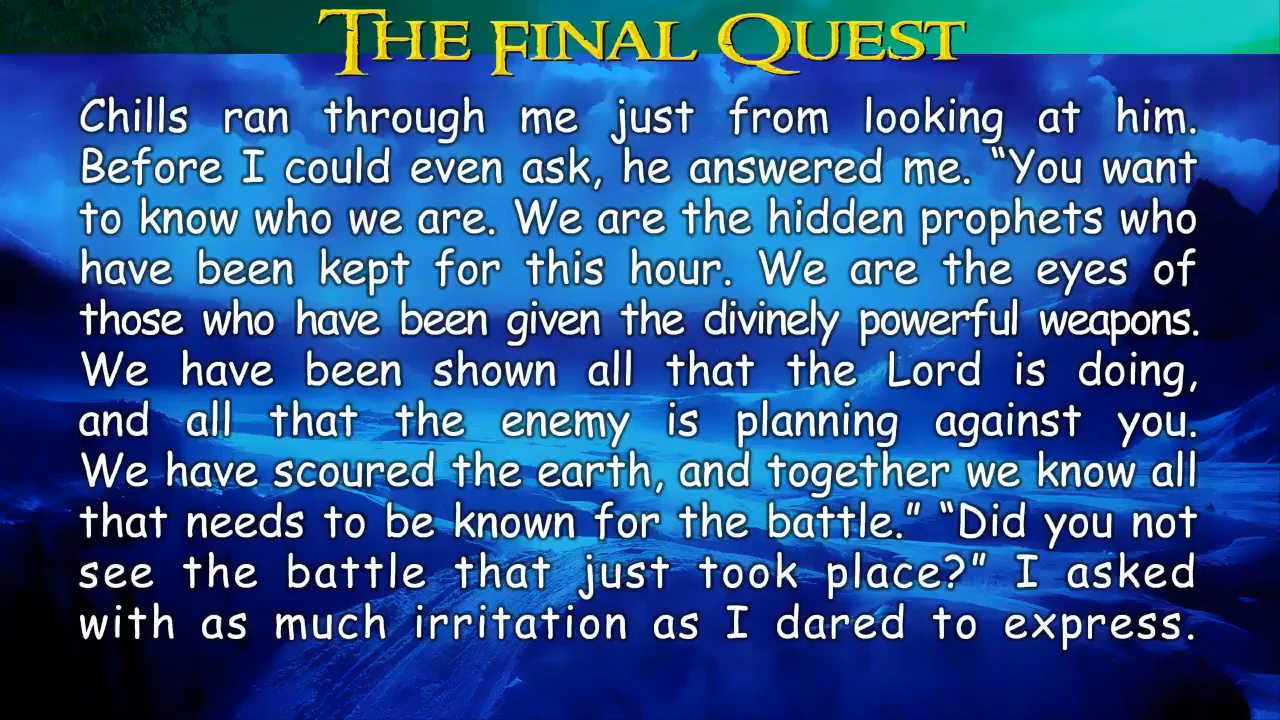 THE FINAL QUEST
Chills ran through me just from looking at him.
Before I could even ask, he answered me. “You want
to know who we are. We are the hidden prophets who
have been kept for this hour. We are the eyes of
those who have been given the divinely powerful weapons.
We have been shown all that the Lord is doing,
and all that the enemy is planning against you.
We have scoured the earth, and together we know all
that needs to be known for the battle.” “Did you not
see the battle that just took place?” I asked
with as much irritation as I dared to express.